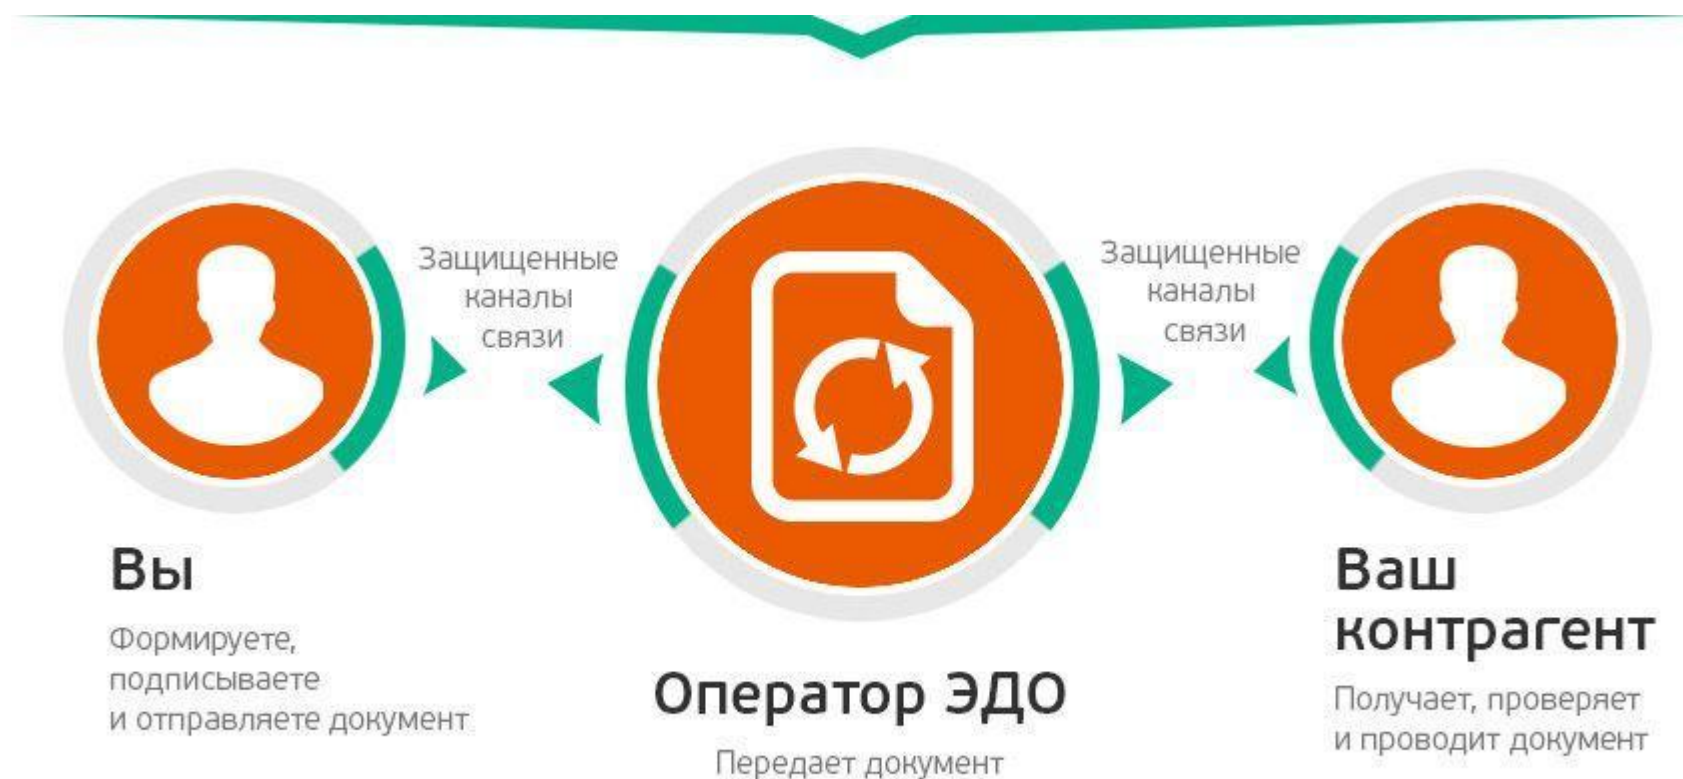 Защищенные
каналы
связи
Защищенные
каналы
связи
Вы
Формируете,
подписываете
и отправляете документ
Оператор ЭДО
Передает документ
Ваш
контрагент
Получает, проверяет
и проводит документ